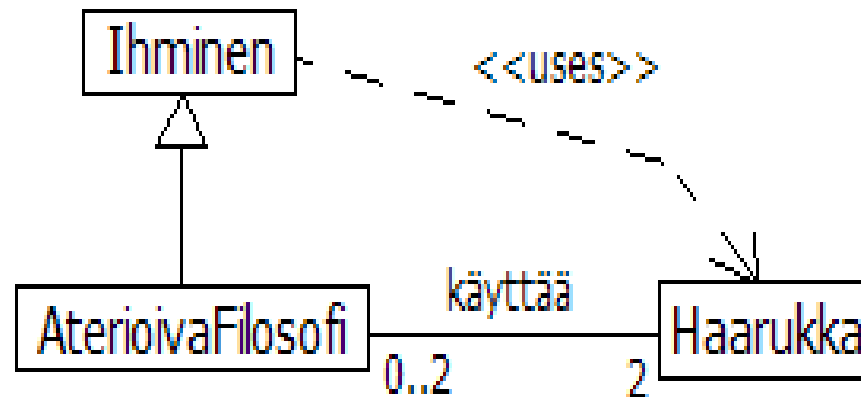 Ihminen
<<uses>>
käyttää
AterioivaFilosofi
Haarukka
0..2
2